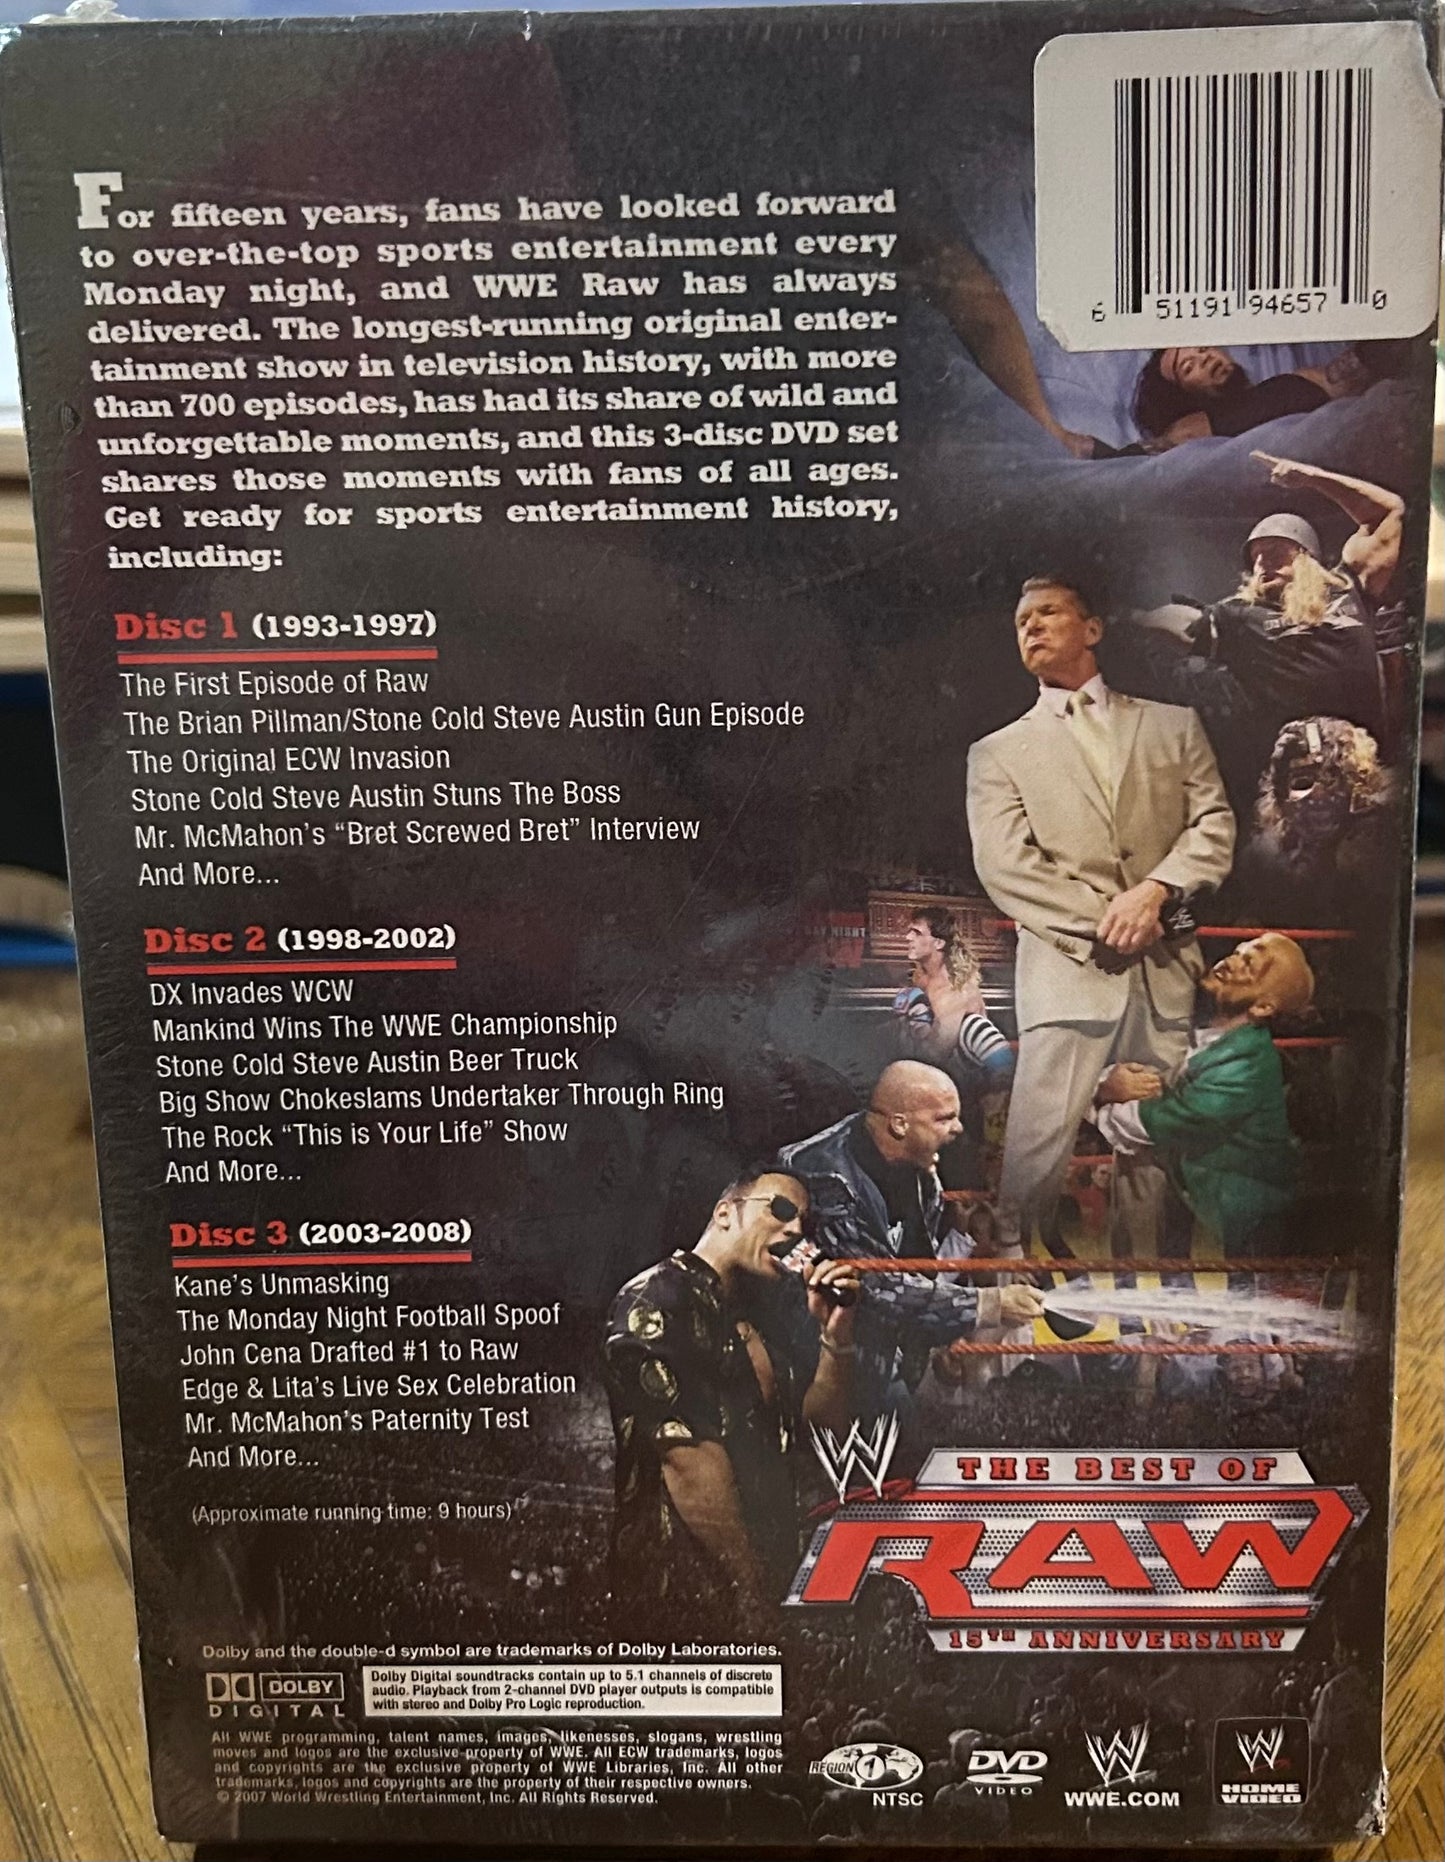 6 51191 94657 0
For fifteen years, fans have looked forward
to over-the-top sports entertainment every
Monday night, and WWE Raw has always
delivered. The longest-running original enter-
tainment show in television history, with more
than 700 episodes, has had its share of wild and
unforgettable moments, and this 3-disc DVD set
shares those moments with fans of all ages.
Get ready for sports entertainment history,
including:
Disc 1 (1993-1997)
The First Episode of Raw
The Brian Pillman/Stone Cold Steve Austin Gun Episode
The Original ECW Invasion
Stone Cold Steve Austin Stuns The Boss
Mr. McMahon's “Bret Screwed Bret” Interview
And More...
Disc 2 (1998-2002)
DX Invades WCW
Mankind Wins The WWE Championship
Stone Cold Steve Austin Beer Truck
Big Show Chokeslams Undertaker Through Ring
The Rock “This is Your Life” Show
And More...
Disc 3 (2003-2008)
Kane's Unmasking
The Monday Night Football Spoof
John Cena Drafted #1 to Raw
Edge & Lita's Live Sex Celebration
Mr. McMahon's Paternity Test
And More...
(Approximate running time: 9 hours)
W
THE BEST OF
RAW
15TH ANNIVERSARY
Dolby and the double-d symbol are trademarks of Dolby Laboratories.
DOLBY
DIGITAL
Dolby Digital soundtracks contain up to 5.1 channels of discrete
audio. Playback from 2-channel DVD player outputs is compatible
with stereo and Dolby Pro Logic reproduction.
All WWE programming, talent names, images, likenesses, slogans, wrestling
moves and logos are the exclusive property of WWE. All ECW trademarks, logos
and copyrights are the exclusive property of WWE Libraries, Inc. All other
trademarks, logos and copyrights are the property of their respective owners.
© 2007 World Wrestling Entertainment, Inc. All Rights Reserved.
REGION 1
NTSC
DVD
VIDEO
W
WWE.COM
W
HOME
VIDEO